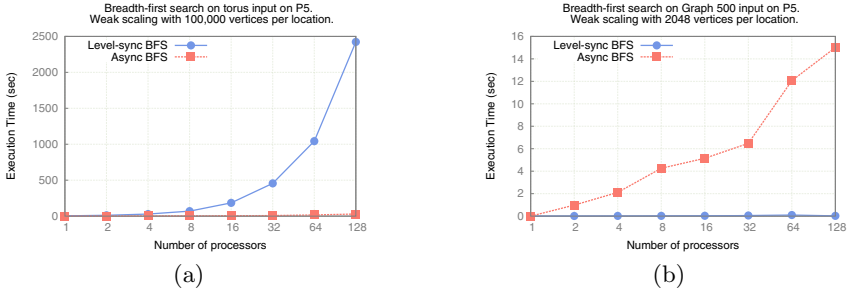 Breadth-first search on torus input on P5.
Weak scaling with 100,000 vertices per location.
Level-sync BFS
Async BFS
Execution Time (sec)
2500
2000
1500
1000
500
0
1 2 4 8 16 32 64 128
Number of processors
(a)
Breadth-first search on Graph 500 input on P5.
Weak scaling with 2048 vertices per location.
Level-sync BFS
Async BFS
Execution Time (sec)
16
14
12
10
8
6
4
2
0
1 2 4 8 16 32 64 128
Number of processors
(b)